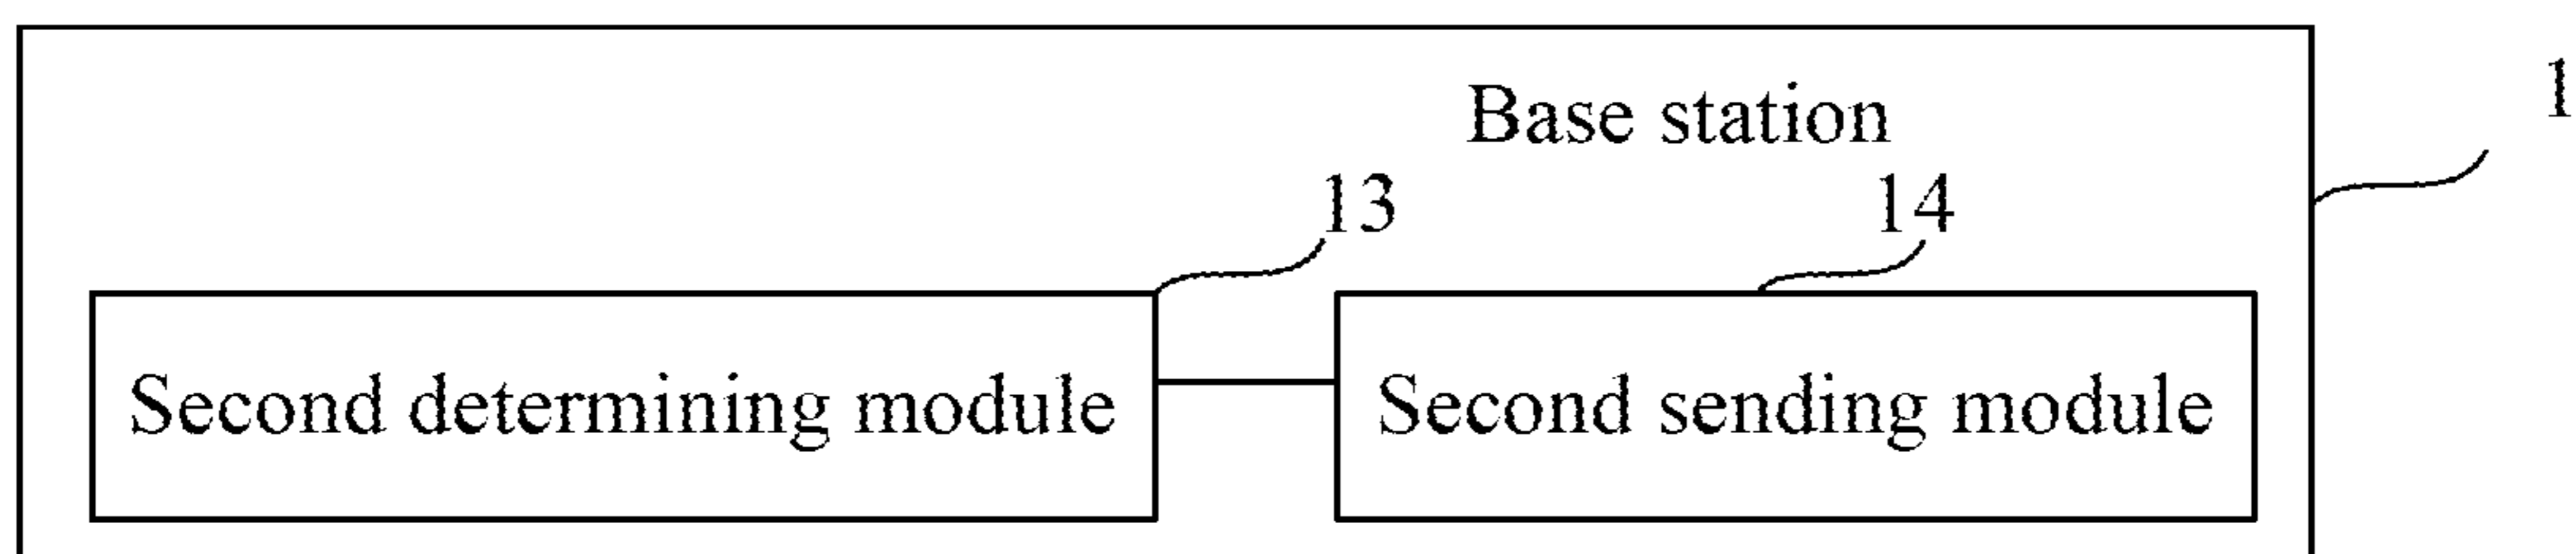 1
Base station
13
14
Second determining module
Second sending module